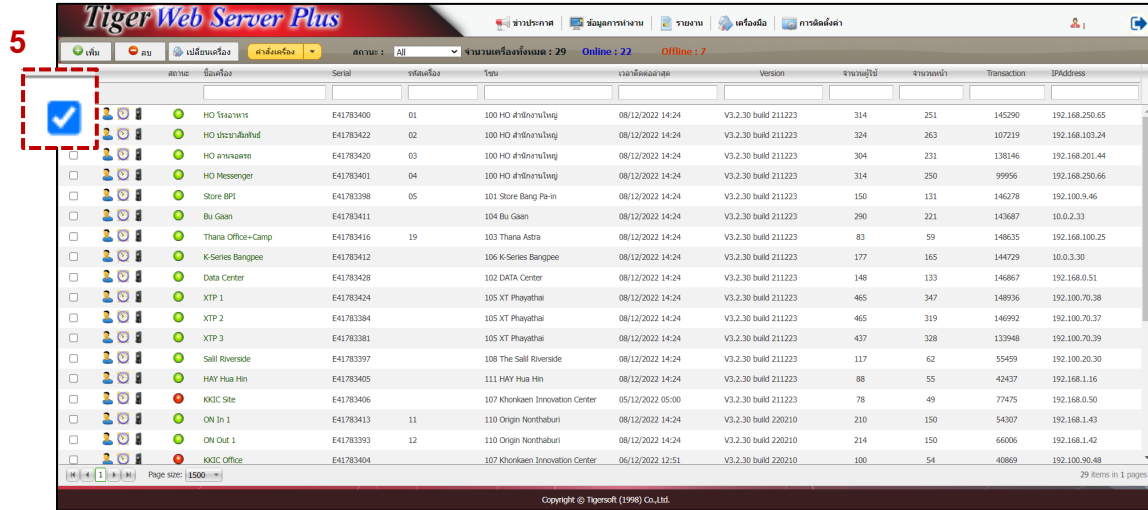 5
Tiger Web Server Plus ข่าวประกาศ ข้อมูลการทำงาน รายงาน เครื่องมือ การติดตั้งค่า
เพิ่ม ลบ เปลี่ยนเครื่อง คำสั่งเครื่อง สถานะ : All จำนวนเครื่องทั้งหมด : 29 Online : 22 Offline : 7
สถานะ ชื่อเครื่อง Serial รหัสเครื่อง โซน เวลาติดต่อล่าสุด Version จำนวนผู้ใช้ จำนวนหน้า Transaction IPAddress
HO โรงอาหาร E41783400 01 100 HO สำนักงานใหญ่ 08/12/2022 14:24 V3.2.30 build 211223 314 251 145290 192.168.250.65
HO ประชาสัมพันธ์ E41783422 02 100 HO สำนักงานใหญ่ 08/12/2022 14:24 V3.2.30 build 211223 324 263 107219 192.168.103.24
HO ลานจอดรถ E41783420 03 100 HO สำนักงานใหญ่ 08/12/2022 14:24 V3.2.30 build 211223 304 231 138146 192.168.201.44
HO Messenger E41783401 04 100 HO สำนักงานใหญ่ 08/12/2022 14:24 V3.2.30 build 211223 314 250 99956 192.168.250.66
Store BPI E41783398 05 101 Store Bang Pa-in 08/12/2022 14:24 V3.2.30 build 211223 150 131 146278 192.100.9.46
Bu Gaan E41783411 104 Bu Gaan 08/12/2022 14:24 V3.2.30 build 211223 290 221 143687 10.0.2.33
Thana Office+Camp E41783416 19 103 Thana Astra 08/12/2022 14:24 V3.2.30 build 211223 83 59 148635 192.168.100.25
K-Series Bangpee E41783412 106 K-Series Bangpee 08/12/2022 14:24 V3.2.30 build 211223 177 165 144729 10.0.3.30
Data Center E41783428 102 DATA Center 08/12/2022 14:24 V3.2.30 build 211223 148 133 146867 192.168.0.51
XTP 1 E41783424 105 XT Phayathai 08/12/2022 14:24 V3.2.30 build 211223 465 347 148936 192.100.70.38
XTP 2 E41783384 105 XT Phayathai 08/12/2022 14:24 V3.2.30 build 211223 465 319 146992 192.100.70.37
XTP 3 E41783381 105 XT Phayathai 08/12/2022 14:24 V3.2.30 build 211223 437 328 133948 192.100.70.39
Salil Riverside E41783397 108 The Salil Riverside 08/12/2022 14:24 V3.2.30 build 211223 117 62 55459 192.100.20.30
HAY Hua Hin E41783405 111 HAY Hua Hin 08/12/2022 14:24 V3.2.30 build 211223 88 55 42437 192.168.1.16
KKIC Site E41783406 107 Khonkaen Innovation Center 05/12/2022 05:00 V3.2.30 build 211223 78 49 77475 192.168.0.50
ON In 1 E41783413 11 110 Origin Nonthaburi 08/12/2022 14:24 V3.2.30 build 220210 210 150 54307 192.168.1.43
ON Out 1 E41783393 12 110 Origin Nonthaburi 08/12/2022 14:24 V3.2.30 build 220210 214 150 66006 192.168.1.42
KKIC Office E41783404 107 Khonkaen Innovation Center 06/12/2022 12:51 V3.2.30 build 220210 100 54 40869 192.100.90.48
1 Page size: 1500 29 items in 1 pages
Copyright © Tigersoft (1998) Co.,Ltd.